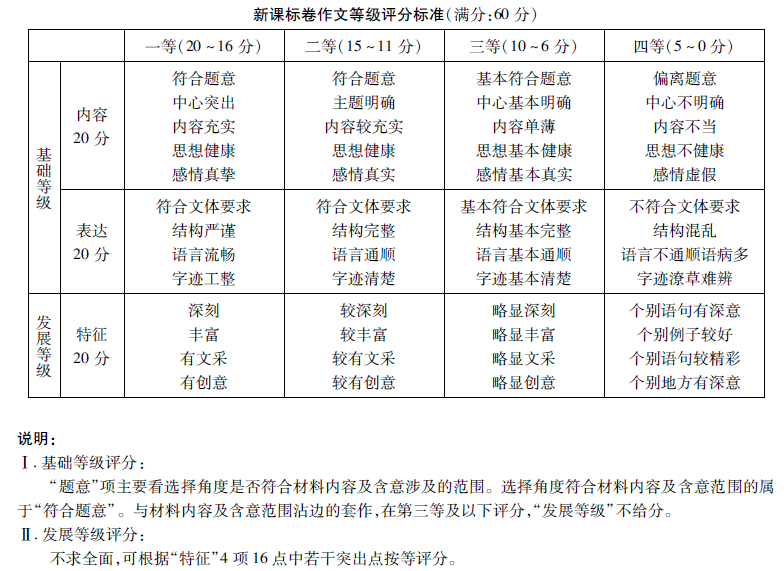 新课标卷作文等级评分标准(满分:60 分)
一等(20～16 分) 二等(15～11 分) 三等(10～6 分) 四等(5～0 分)
基础等级
内容
20 分
符合题意 符合题意 基本符合题意 偏离题意
中心突出 主题明确 中心基本明确 中心不明确
内容充实 内容较充实 内容单薄 内容不当
思想健康 思想健康 思想基本健康 思想不健康
感情真挚 感情真实 感情基本真实 感情虚假
表达
20 分
符合文体要求 符合文体要求 基本符合文体要求 不符合文体要求
结构严谨 结构完整 结构基本完整 结构混乱
语言流畅 语言通顺 语言基本通顺 语言不通顺语病多
字迹工整 字迹清楚 字迹基本清楚 字迹潦草难辨
发展等级
特征
20 分
深刻 较深刻 略显深刻 个别语句有深意
丰富 较丰富 略显丰富 个别例子较好
有文采 较有文采 略显文采 个别语句较精彩
有创意 较有创意 略显创意 个别地方有深意
说明:
Ⅰ. 基础等级评分:
“题意”项主要看选择角度是否符合材料内容及含意涉及的范围。选择角度符合材料内容及含意范围的属
于“符合题意”。与材料内容及含意范围沾边的套作,在第三等及以下评分,“发展等级”不给分。
Ⅱ. 发展等级评分:
不求全面,可根据“特征”4 项 16 点中若干突出点按等评分。